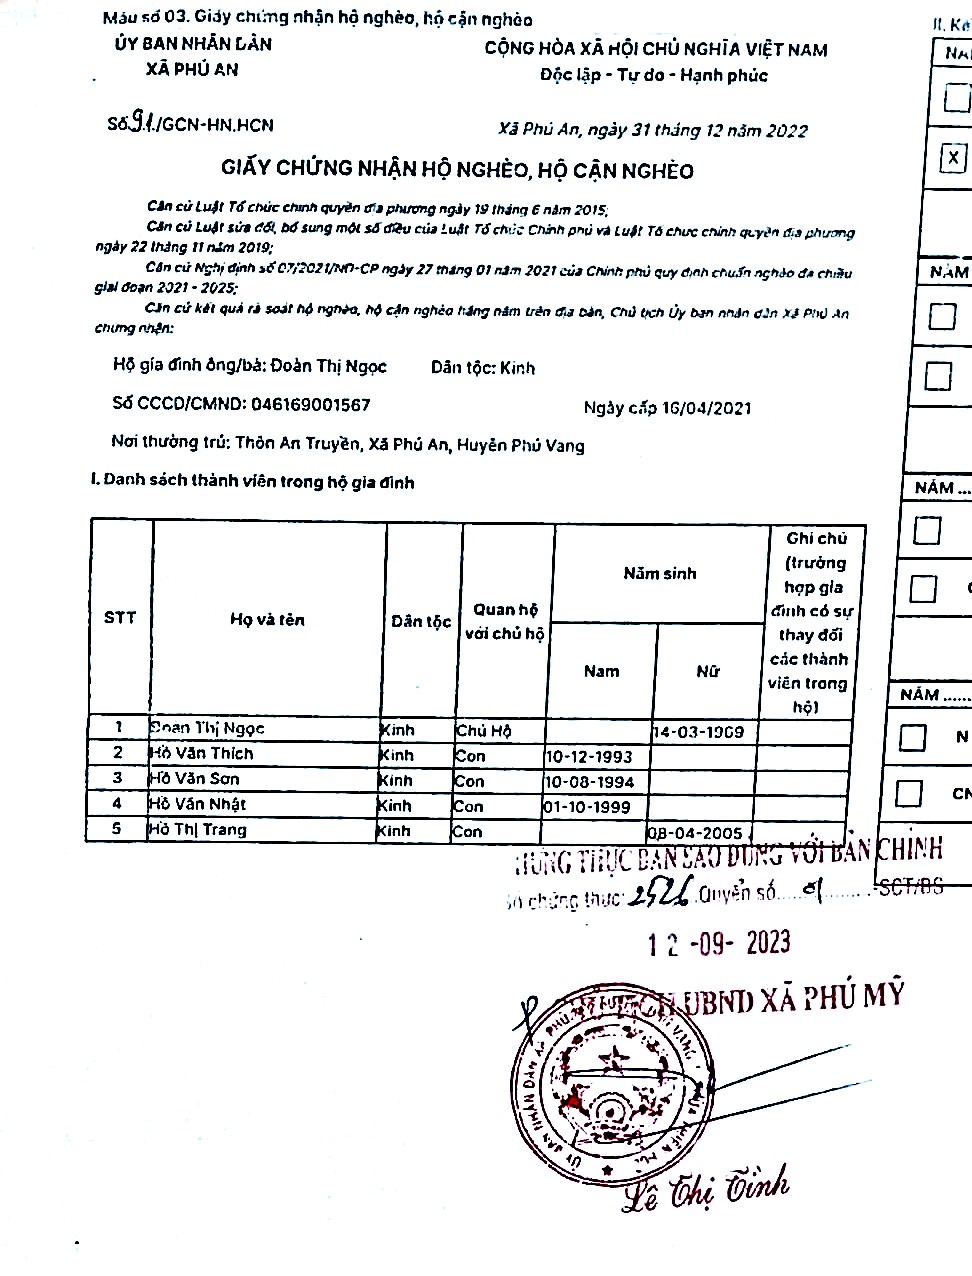 Mẫu số 03. Giấy chứng nhận hộ nghèo, hộ cận nghèo
ỦY BAN NHÂN DÂN
XÃ PHÚ AN
CỘNG HÒA XÃ HỘI CHỦ NGHĨA VIỆT NAM
Độc lập - Tự do - Hạnh phúc
Số 91./GCN-HN.HCN
Xã Phú An, ngày 31 tháng 12 năm 2022
GIẤY CHỨNG NHẬN HỘ NGHÈO, HỘ CẬN NGHÈO
Căn cứ Luật Tổ chức chính quyền địa phương ngày 19 tháng 6 năm 2015;
Căn cứ Luật sửa đổi, bổ sung một số điều của Luật Tổ chức Chính phủ và Luật Tổ chức chính quyền địa phương
ngày 22 tháng 11 năm 2019;
Căn cứ Nghị định số 07/2021/NĐ-CP ngày 27 tháng 01 năm 2021 của Chính phủ quy định chuẩn nghèo đa chiều
giai đoạn 2021 - 2025;
Căn cứ kết quả rà soát hộ nghèo, hộ cận nghèo hằng năm trên địa bàn, Chủ tịch Ủy ban nhân dân Xã Phú An
chứng nhận:
Hộ gia đình ông/bà: Đoàn Thị Ngọc Dân tộc: Kinh
Số CCCD/CMND: 046169001567 Ngày cấp 16/04/2021
Nơi thường trú: Thôn An Truyền, Xã Phú An, Huyện Phú Vang
I. Danh sách thành viên trong hộ gia đình
STT Họ và tên Dân tộc Quan hệ với chủ hộ Năm sinh Nam Nữ Ghi chú (trường hợp gia đình có sự thay đổi các thành viên trong hộ)
1 Đoàn Thị Ngọc Kinh Chủ Hộ 14-03-1969
2 Hồ Văn Thích Kinh Con 10-12-1993
3 Hồ Văn Sơn Kinh Con 10-08-1994
4 Hồ Văn Nhật Kinh Con 01-10-1999
5 Hồ Thị Trang Kinh Con 08-04-2005
CHỨNG THỰC BẢN SAO ĐÚNG VỚI BẢN CHÍNH
Số chứng thực: 2526 Quyển số.....01.........-SCT/BS
12-09-2023
UBND XÃ PHÚ MỸ
Lê Thị Tình
II. Kê
NĂ
X
NĂM
NĂM ...
NĂM ......
N
CN